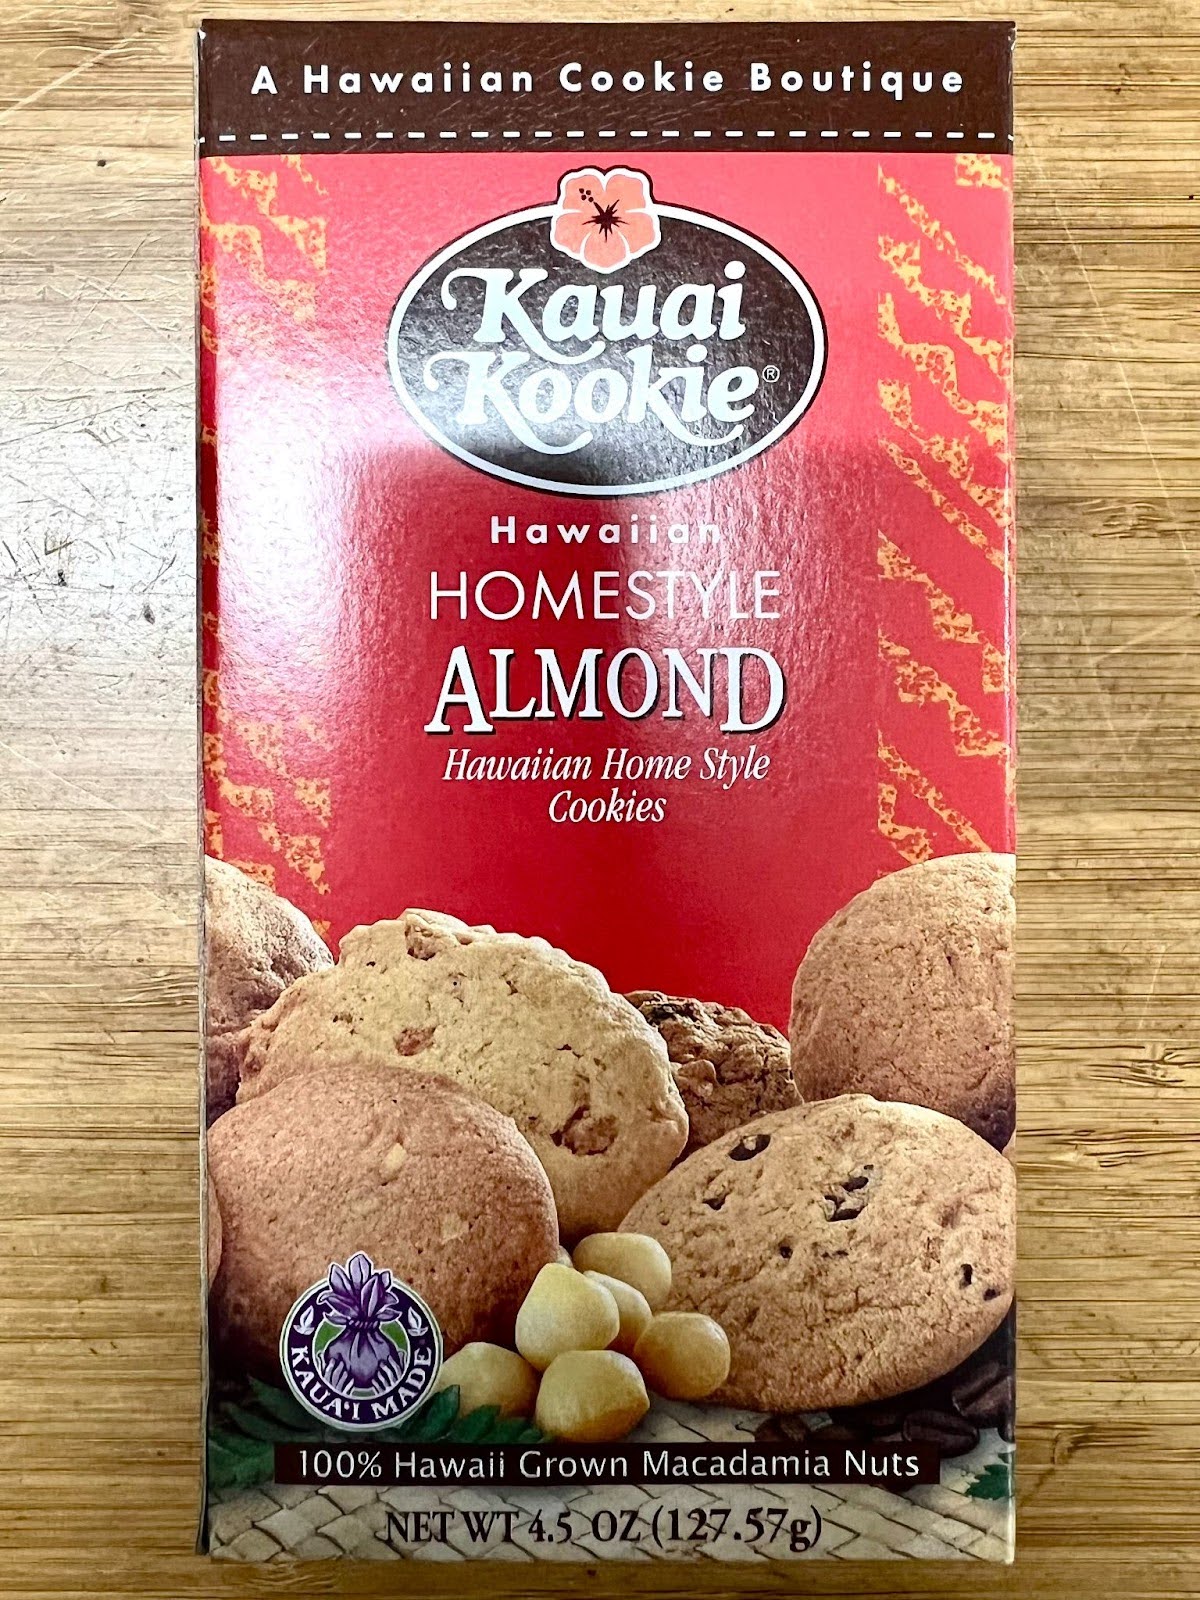 A Hawaiian Cookie Boutique
Kauai
Kookie®
Hawaiian
HOMESTYLE
ALMOND
Hawaiian Home Style
Cookies
KAUA'I MADE
100% Hawaii Grown Macadamia Nuts
NET WT 4.5 OZ (127.57g)